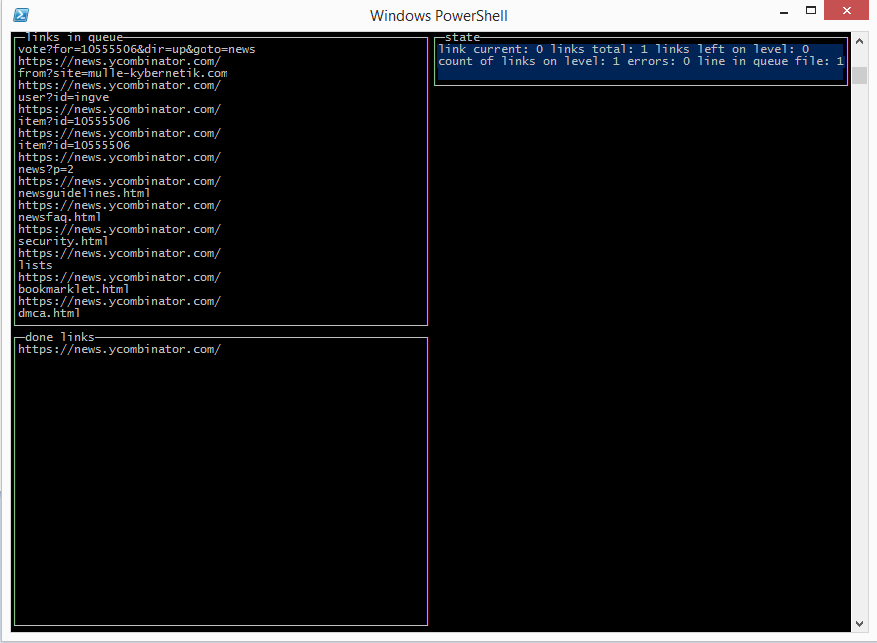 Windows PowerShell
links in queue
vote?for=10555506&dir=up&goto=news
https://news.ycombinator.com/
from?site=mulle-kybernetik.com
https://news.ycombinator.com/
user?id=ingve
https://news.ycombinator.com/
item?id=10555506
https://news.ycombinator.com/
item?id=10555506
https://news.ycombinator.com/
news?p=2
https://news.ycombinator.com/
newsguidelines.html
https://news.ycombinator.com/
newsfaq.html
https://news.ycombinator.com/
security.html
https://news.ycombinator.com/
lists
https://news.ycombinator.com/
bookmarklet.html
https://news.ycombinator.com/
dmca.html
done links
https://news.ycombinator.com/
state
link current: 0 links total: 1 links left on level: 0
count of links on level: 1 errors: 0 line in queue file: 1